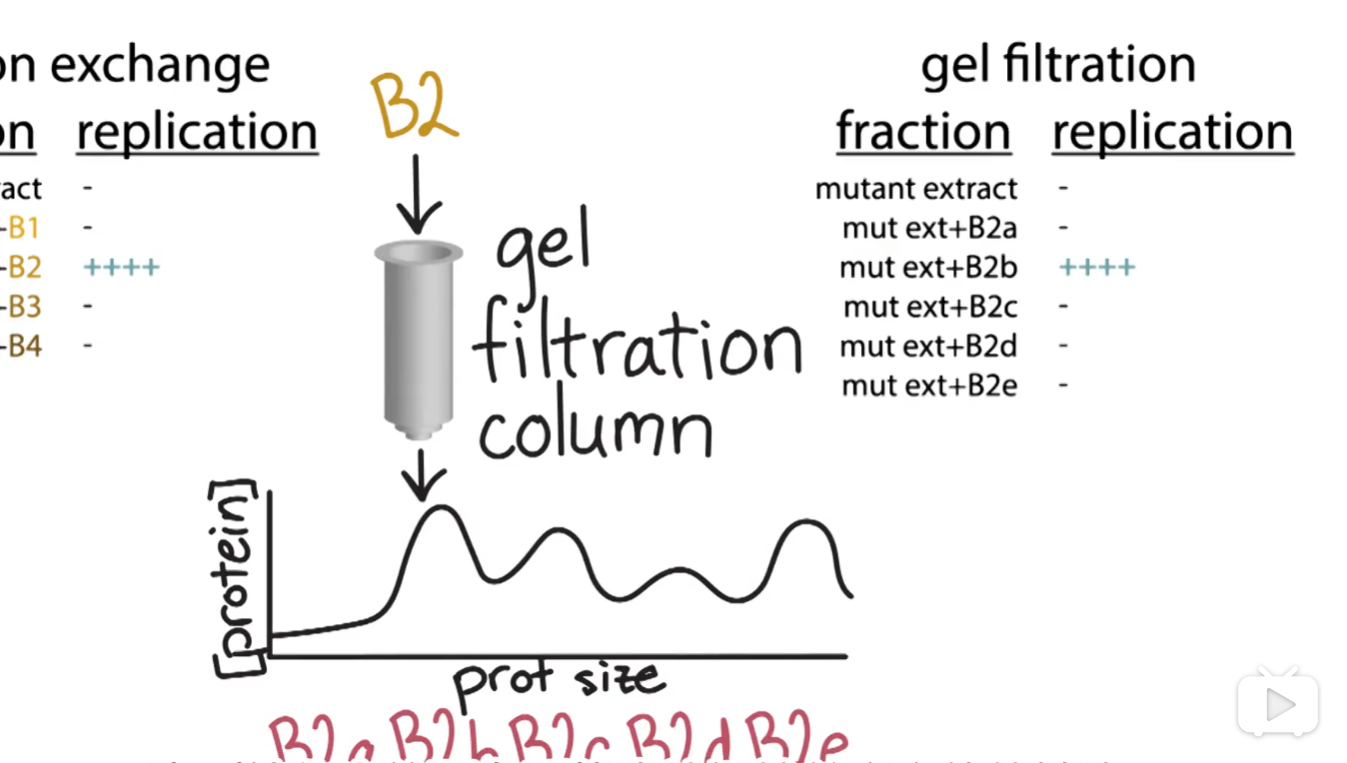 on exchange
on replication
act -
-B1 -
-B2 ++++
-B3 -
-B4 -
B2
gel
filtration
column
[protein]
prot size
B2a B2b B2c B2d B2e
gel filtration
fraction replication
mutant extract -
mut ext+B2a -
mut ext+B2b ++++
mut ext+B2c -
mut ext+B2d -
mut ext+B2e -